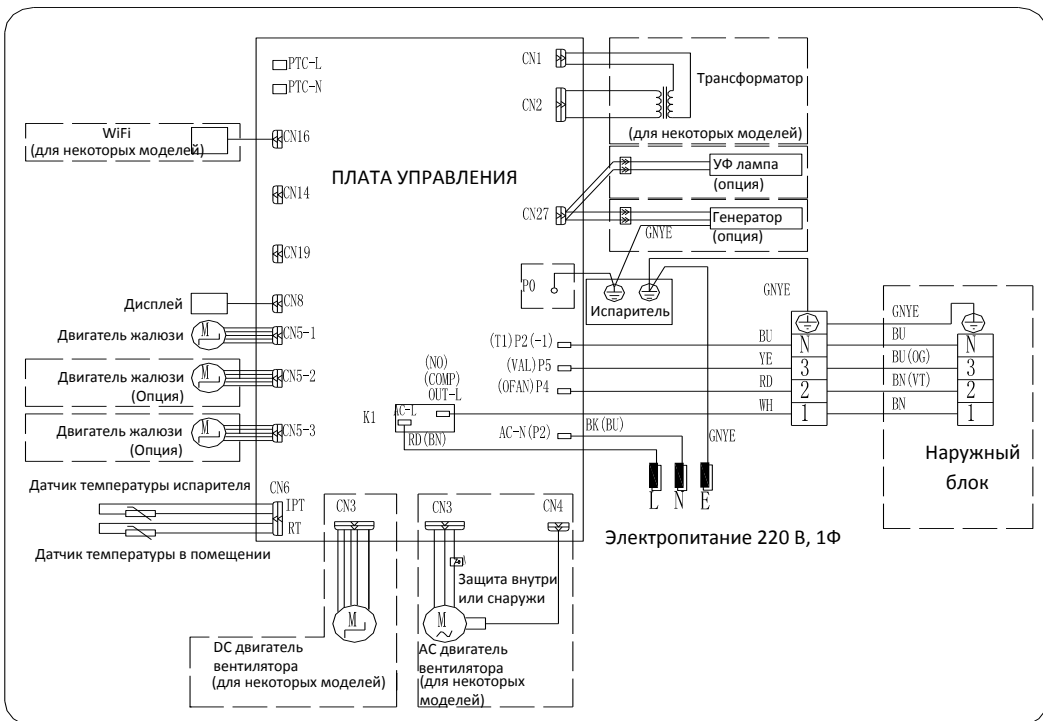 PTC-L
PTC-N
WiFi
(для некоторых моделей)
CN16
CN14
CN19
Дисплей
CN8
Двигатель жалюзи
CN5-1
Двигатель жалюзи
(Опция)
CN5-2
Двигатель жалюзи
(Опция)
CN5-3
M
M
M
Датчик температуры испарителя
CN6
IPT
RT
Датчик температуры в помещении
ПЛАТА УПРАВЛЕНИЯ
CN1
CN2
Трансформатор
(для некоторых моделей)
УФ лампа
(опция)
CN27
Генератор
(опция)
GNYE
P0
Испаритель
GNYE
(T1)P2(-1)
(VAL)P5
(OFAN)P4
(NO)
(COMP)
OUT-L
K1
AC-L
RD(BN)
AC-N(P2)
BK(BU)
GNYE
BU
YE
RD
WH
N
3
2
1
GNYE
BU
BU(OG)
BN(VT)
BN
N
3
2
1
Наружный
блок
L N E
Электропитание 220 В, 1Ф
CN3
M
DC двигатель
вентилятора
(для некоторых моделей)
CN3
CN4
Защита внутри
или снаружи
M
AC двигатель
вентилятора
(для некоторых
моделей)